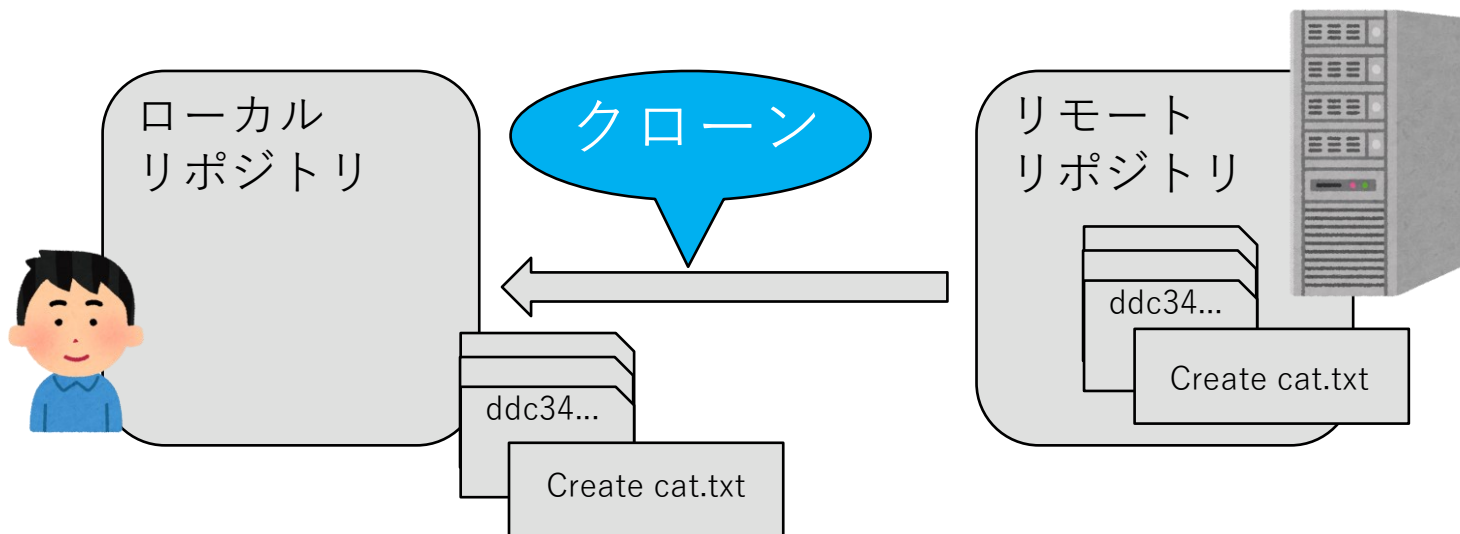 ローカル
リポジトリ
クローン
リモート
リポジトリ
ddc34...
Create cat.txt
ddc34...
Create cat.txt